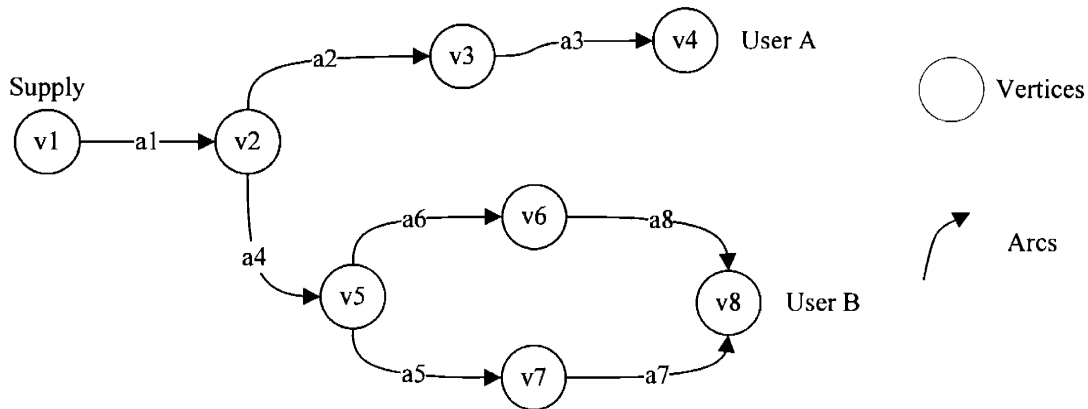 v3
a3
v4
User A
a2
Supply
Vertices
v1
a1
v2
a6
v6
a8
a4
Arcs
v5
v8
User B
a5
v7
a7